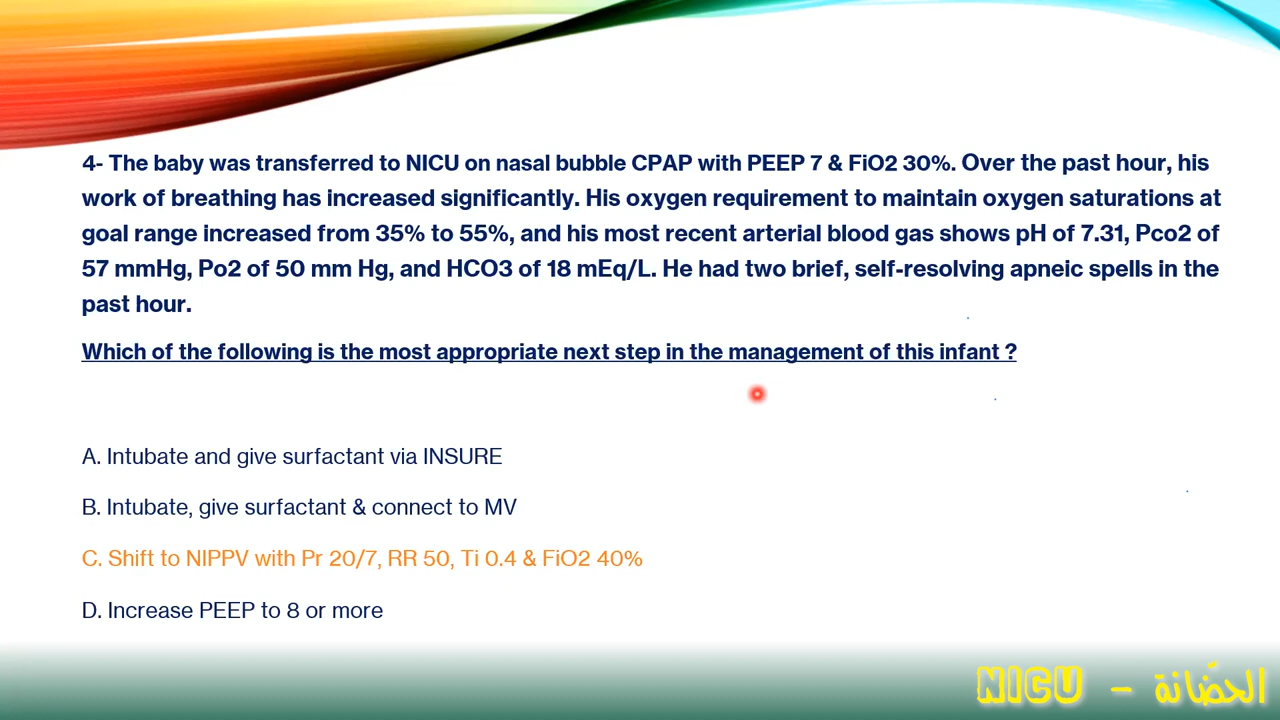 4- The baby was transferred to NICU on nasal bubble CPAP with PEEP 7 & FiO2 30%. Over the past hour, his
work of breathing has increased significantly. His oxygen requirement to maintain oxygen saturations at
goal range increased from 35% to 55%, and his most recent arterial blood gas shows pH of 7.31, Pco2 of
57 mmHg, Po2 of 50 mm Hg, and HCO3 of 18 mEq/L. He had two brief, self-resolving apneic spells in the
past hour.
Which of the following is the most appropriate next step in the management of this infant ?
A. Intubate and give surfactant via INSURE
B. Intubate, give surfactant & connect to MV
C. Shift to NIPPV with Pr 20/7, RR 50, Ti 0.4 & FiO2 40%
D. Increase PEEP to 8 or more
NICU - الحضّانة